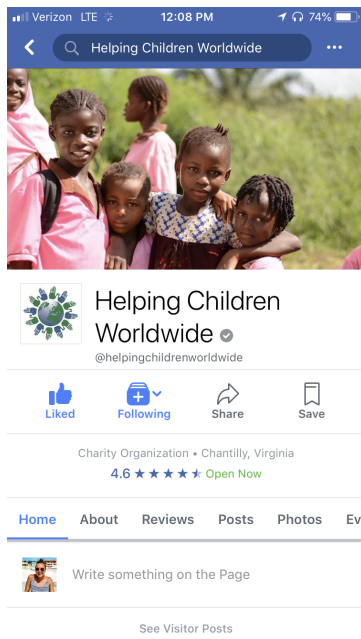 Verizon LTE 12:08 PM 74%
Helping Children Worldwide
Helping Children
Worldwide
@helpingchildrenworldwide
Liked Following Share Save
Charity Organization • Chantilly, Virginia
4.6 ★★★★★ Open Now
Home About Reviews Posts Photos Ev
Write something on the Page
See Visitor Posts